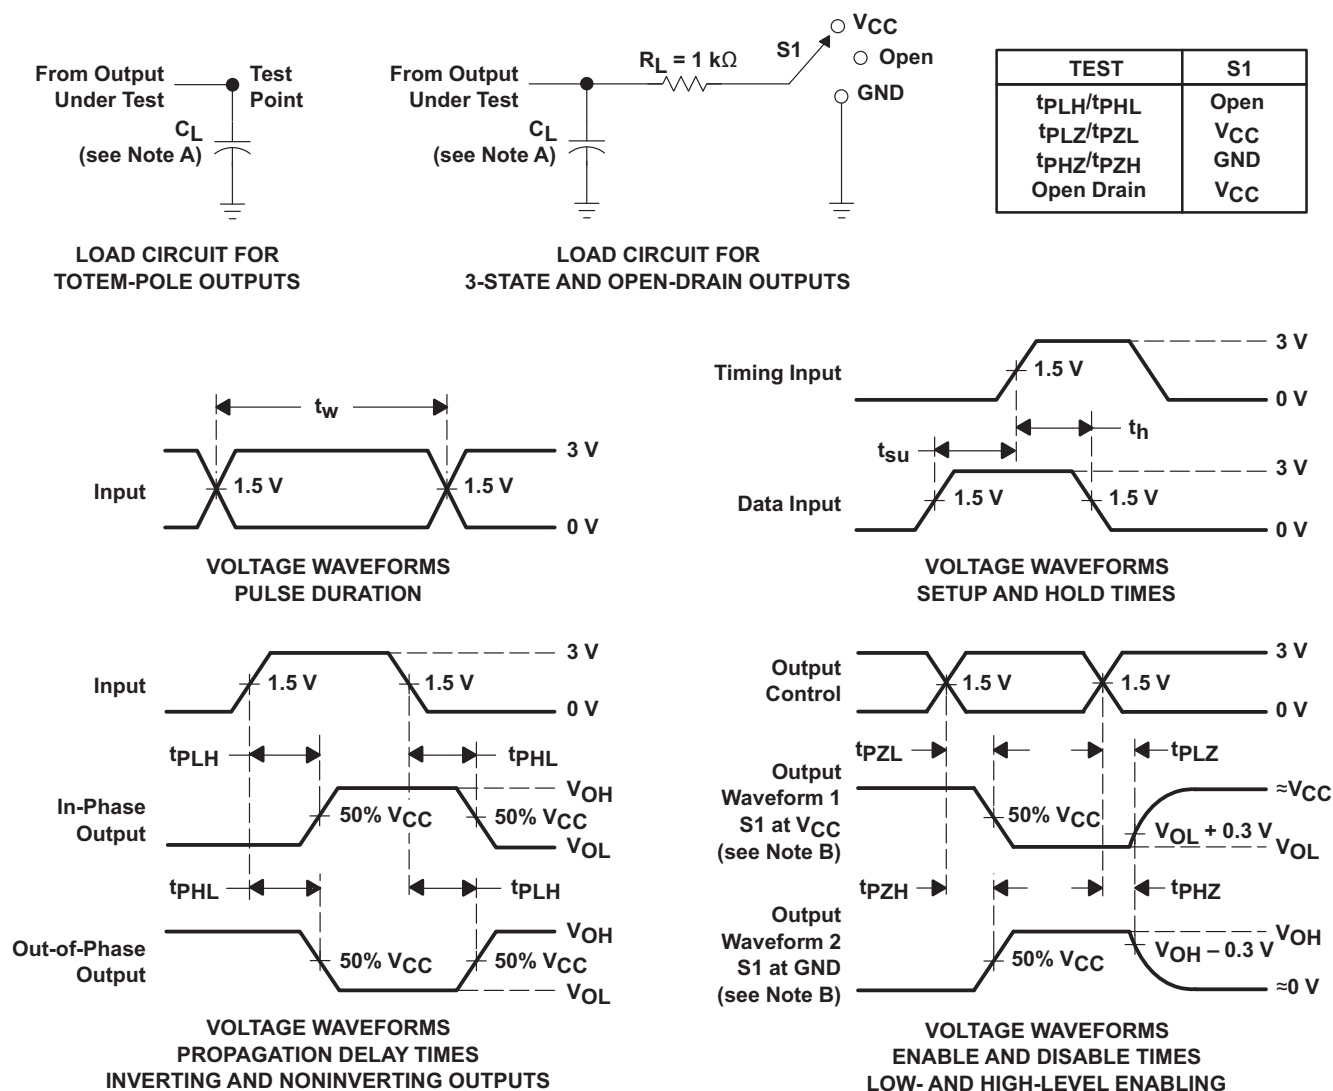 From Output
Under Test
Test
Point
CL
(see Note A)
LOAD CIRCUIT FOR
TOTEM-POLE OUTPUTS
From Output
Under Test
RL = 1 kΩ
S1
VCC
Open
GND
CL
(see Note A)
LOAD CIRCUIT FOR
3-STATE AND OPEN-DRAIN OUTPUTS
TEST S1
tPLH/tPHL Open
tPLZ/tPZL VCC
tPHZ/tPZH GND
Open Drain VCC
tw
Input
1.5 V
1.5 V
3 V
0 V
VOLTAGE WAVEFORMS
PULSE DURATION
Timing Input
1.5 V
3 V
0 V
th
tsu
Data Input
1.5 V
1.5 V
3 V
0 V
VOLTAGE WAVEFORMS
SETUP AND HOLD TIMES
Input
1.5 V
1.5 V
3 V
0 V
tPLH
tPHL
In-Phase
Output
50% VCC
50% VCC
VOH
VOL
tPHL
tPLH
Out-of-Phase
Output
50% VCC
50% VCC
VOH
VOL
VOLTAGE WAVEFORMS
PROPAGATION DELAY TIMES
INVERTING AND NONINVERTING OUTPUTS
Output
Control
1.5 V
1.5 V
3 V
0 V
tPZL
tPLZ
Output
Waveform 1
S1 at VCC
(see Note B)
50% VCC
VOL + 0.3 V
≈VCC
VOL
tPZH
tPHZ
Output
Waveform 2
S1 at GND
(see Note B)
50% VCC
VOH – 0.3 V
VOH
≈0 V
VOLTAGE WAVEFORMS
ENABLE AND DISABLE TIMES
LOW- AND HIGH-LEVEL ENABLING